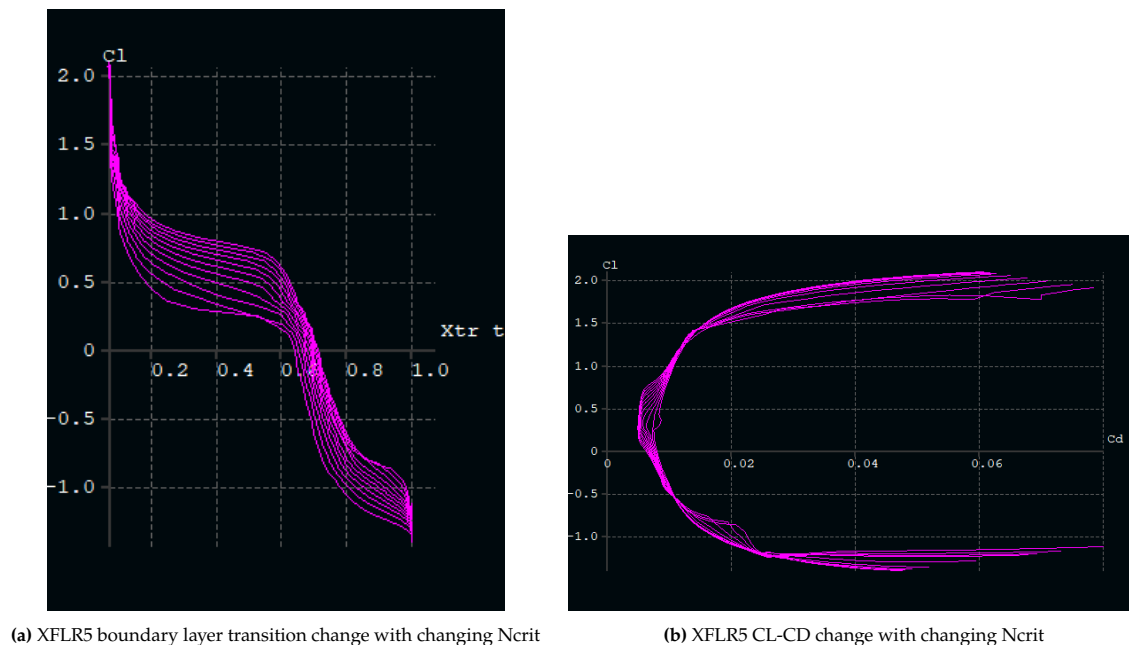 Cl
2.0
1.5
1.0
0.5
0
Xtr t
0.2 0.4 0.6 0.8 1.0
-0.5
-1.0
(a) XFLR5 boundary layer transition change with changing Ncrit
Cl
2.0
1.5
1.0
0.5
0
Cd
0 0.02 0.04 0.06
-0.5
-1.0
(b) XFLR5 CL-CD change with changing Ncrit